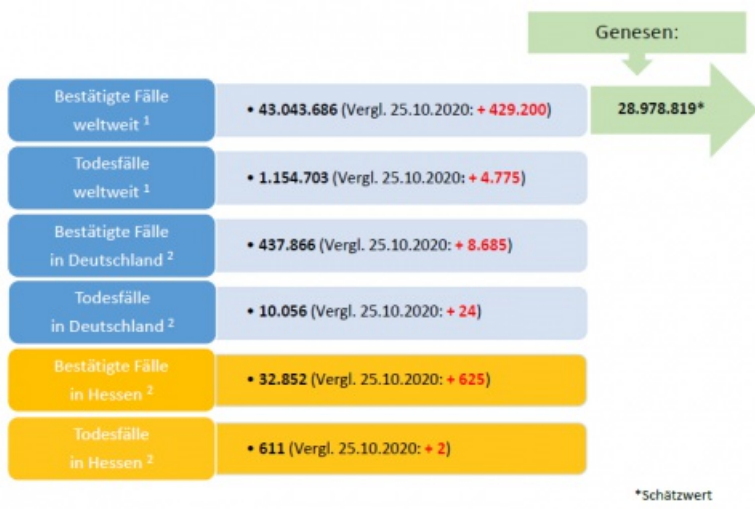 Genesen:
Bestätigte Fälle
weltweit ¹
• 43.043.686 (Vergl. 25.10.2020: + 429.200)
28.978.819*
Todesfälle
weltweit ¹
• 1.154.703 (Vergl. 25.10.2020: + 4.775)
Bestätigte Fälle
in Deutschland ²
• 437.866 (Vergl. 25.10.2020: + 8.685)
Todesfälle
in Deutschland ²
• 10.056 (Vergl. 25.10.2020: + 24)
Bestätigte Fälle
in Hessen ²
• 32.852 (Vergl. 25.10.2020: + 625)
Todesfälle
in Hessen ²
• 611 (Vergl. 25.10.2020: + 2)
*Schätzwert